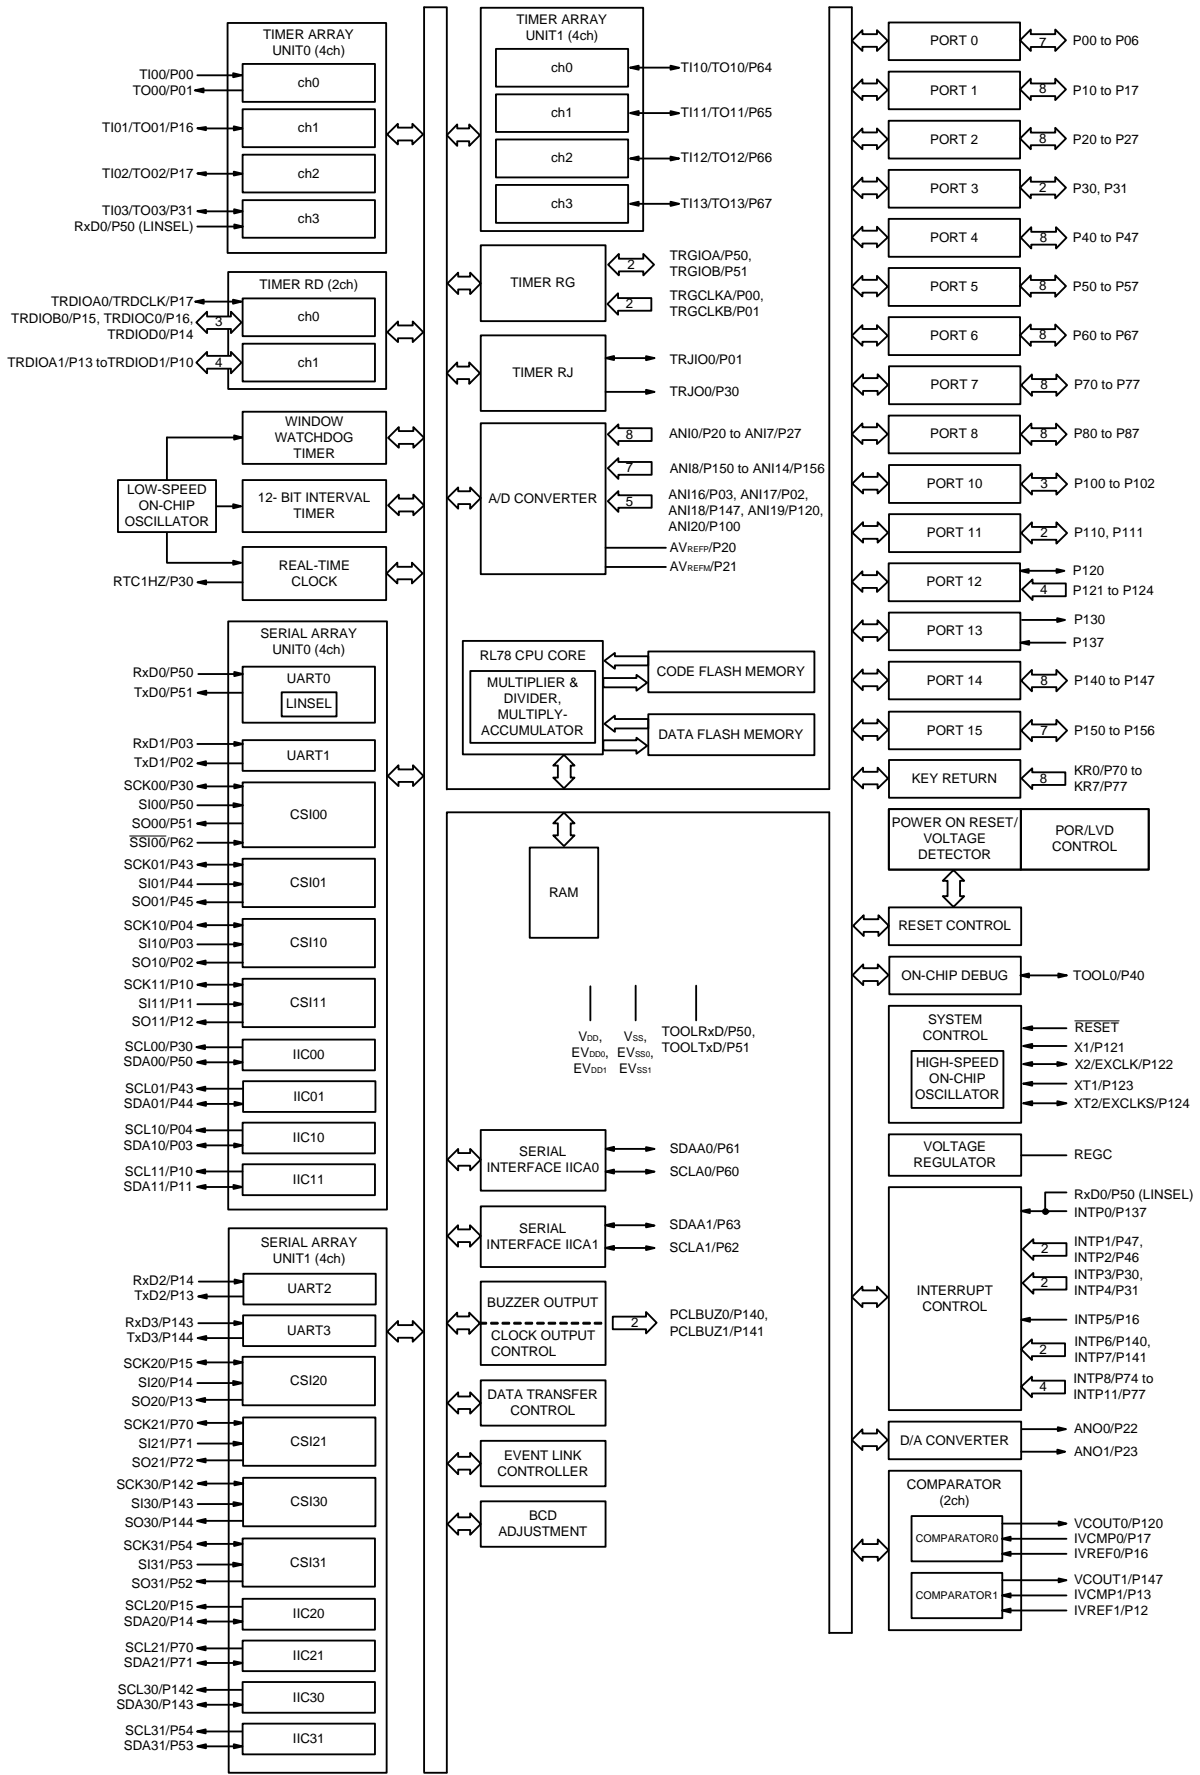 TIMER ARRAY
UNIT0 (4ch)
TI00/P00
TO00/P01
ch0
TI01/TO01/P16
ch1
TI02/TO02/P17
ch2
TI03/TO03/P31
RxD0/P50 (LINSEL)
ch3
TIMER RD (2ch)
TRDIOA0/TRDCLK/P17
TRDIOB0/P15, TRDIOC0/P16,
TRDIOD0/P14
3
ch0
TRDIOA1/P13 toTRDIOD1/P10
4
ch1
WINDOW
WATCHDOG
TIMER
LOW-SPEED
ON-CHIP
OSCILLATOR
12- BIT INTERVAL
TIMER
RTC1HZ/P30
REAL-TIME
CLOCK
SERIAL ARRAY
UNIT0 (4ch)
RxD0/P50
TxD0/P51
UART0
LINSEL
RxD1/P03
TxD1/P02
UART1
SCK00/P30
SI00/P50
SO00/P51
SSI00/P62
CSI00
SCK01/P43
SI01/P44
SO01/P45
CSI01
SCK10/P04
SI10/P03
SO10/P02
CSI10
SCK11/P10
SI11/P11
SO11/P12
CSI11
SCL00/P30
SDA00/P50
IIC00
SCL01/P43
SDA01/P44
IIC01
SCL10/P04
SDA10/P03
IIC10
SCL11/P10
SDA11/P11
IIC11
SERIAL ARRAY
UNIT1 (4ch)
RxD2/P14
TxD2/P13
UART2
RxD3/P143
TxD3/P144
UART3
SCK20/P15
SI20/P14
SO20/P13
CSI20
SCK21/P70
SI21/P71
SO21/P72
CSI21
SCK30/P142
SI30/P143
SO30/P144
CSI30
SCK31/P54
SI31/P53
SO31/P52
CSI31
SCL20/P15
SDA20/P14
IIC20
SCL21/P70
SDA21/P71
IIC21
SCL30/P142
SDA30/P143
IIC30
SCL31/P54
SDA31/P53
IIC31
TIMER ARRAY
UNIT1 (4ch)
ch0
TI10/TO10/P64
ch1
TI11/TO11/P65
ch2
TI12/TO12/P66
ch3
TI13/TO13/P67
TIMER RG
2
TRGIOA/P50,
TRGIOB/P51
2
TRGCLKA/P00,
TRGCLKB/P01
TIMER RJ
TRJIO0/P01
TRJO0/P30
A/D CONVERTER
8
ANI0/P20 to ANI7/P27
7
ANI8/P150 to ANI14/P156
5
ANI16/P03, ANI17/P02,
ANI18/P147, ANI19/P120,
ANI20/P100
AVREFP/P20
AVREFM/P21
RL78 CPU CORE
MULTIPLIER &
DIVIDER,
MULTIPLY-
ACCUMULATOR
CODE FLASH MEMORY
DATA FLASH MEMORY
RAM
VDD,
EVDD0,
EVDD1
VSS,
EVSS0,
EVSS1
TOOLRxD/P50,
TOOLTxD/P51
SERIAL
INTERFACE IICA0
SDAA0/P61
SCLA0/P60
SERIAL
INTERFACE IICA1
SDAA1/P63
SCLA1/P62
BUZZER OUTPUT
CLOCK OUTPUT
CONTROL
2
PCLBUZ0/P140,
PCLBUZ1/P141
DATA TRANSFER
CONTROL
EVENT LINK
CONTROLLER
BCD
ADJUSTMENT
PORT 0
7
P00 to P06
PORT 1
8
P10 to P17
PORT 2
8
P20 to P27
PORT 3
2
P30, P31
PORT 4
8
P40 to P47
PORT 5
8
P50 to P57
PORT 6
8
P60 to P67
PORT 7
8
P70 to P77
PORT 8
8
P80 to P87
PORT 10
3
P100 to P102
PORT 11
2
P110, P111
PORT 12
P120
4
P121 to P124
PORT 13
P130
P137
PORT 14
8
P140 to P147
PORT 15
7
P150 to P156
KEY RETURN
8
KR0/P70 to
KR7/P77
POWER ON RESET/
VOLTAGE
DETECTOR
POR/LVD
CONTROL
RESET CONTROL
ON-CHIP DEBUG
TOOL0/P40
SYSTEM
CONTROL
HIGH-SPEED
ON-CHIP
OSCILLATOR
RESET
X1/P121
X2/EXCLK/P122
XT1/P123
XT2/EXCLKS/P124
VOLTAGE
REGULATOR
REGC
INTERRUPT
CONTROL
RxD0/P50 (LINSEL)
INTP0/P137
2
INTP1/P47,
INTP2/P46
2
INTP3/P30,
INTP4/P31
INTP5/P16
2
INTP6/P140,
INTP7/P141
4
INTP8/P74 to
INTP11/P77
D/A CONVERTER
ANO0/P22
ANO1/P23
COMPARATOR
(2ch)
COMPARATOR0
VCOUT0/P120
IVCMP0/P17
IVREF0/P16
COMPARATOR1
VCOUT1/P147
IVCMP1/P13
IVREF1/P12